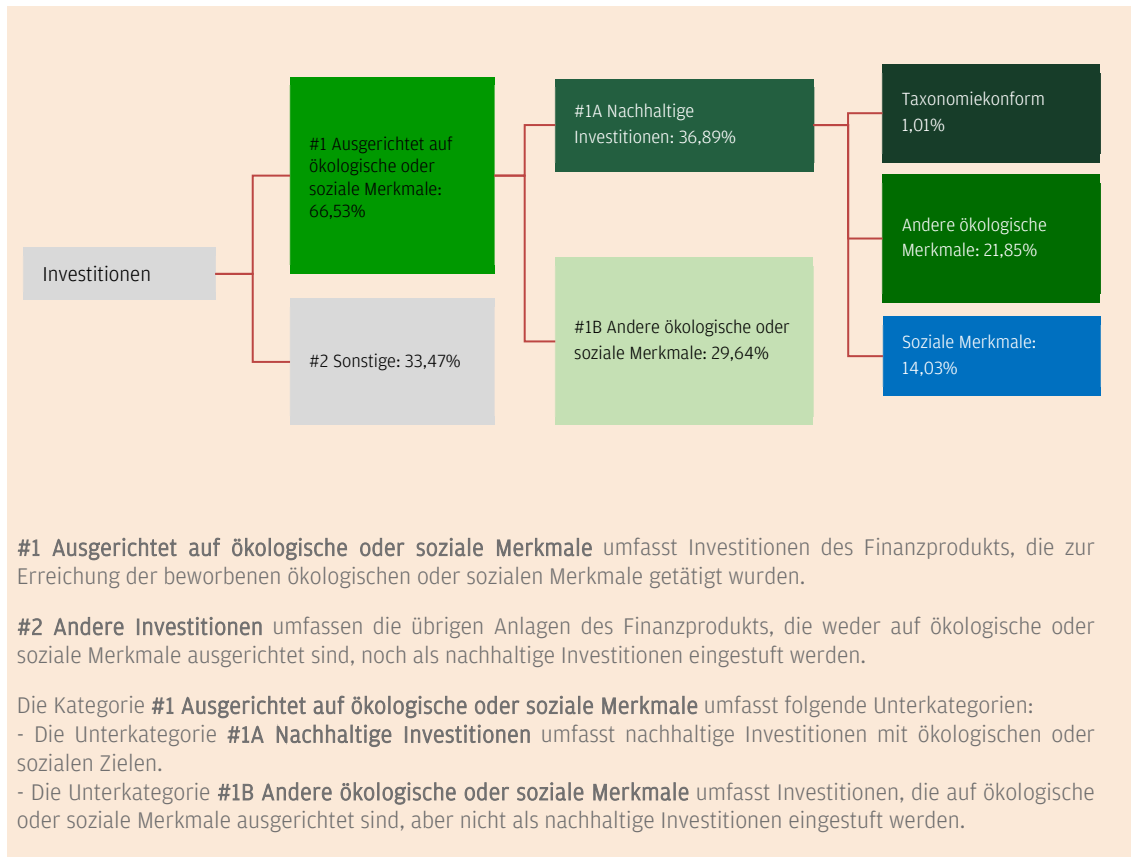 Taxonomiekonform
1,01%
#1A Nachhaltige
Investitionen: 36,89%
#1 Ausgerichtet auf
ökologische oder
soziale Merkmale:
66,53%
Andere ökologische
Merkmale: 21,85%
Investitionen
#1B Andere ökologische oder
soziale Merkmale: 29,64%
#2 Sonstige: 33,47%
Soziale Merkmale:
14,03%
#1 Ausgerichtet auf ökologische oder soziale Merkmale umfasst Investitionen des Finanzprodukts, die zur
Erreichung der beworbenen ökologischen oder sozialen Merkmale getätigt wurden.
#2 Andere Investitionen umfassen die übrigen Anlagen des Finanzprodukts, die weder auf ökologische oder
soziale Merkmale ausgerichtet sind, noch als nachhaltige Investitionen eingestuft werden.
Die Kategorie #1 Ausgerichtet auf ökologische oder soziale Merkmale umfasst folgende Unterkategorien:
- Die Unterkategorie #1A Nachhaltige Investitionen umfasst nachhaltige Investitionen mit ökologischen oder
sozialen Zielen.
- Die Unterkategorie #1B Andere ökologische oder soziale Merkmale umfasst Investitionen, die auf ökologische
oder soziale Merkmale ausgerichtet sind, aber nicht als nachhaltige Investitionen eingestuft werden.